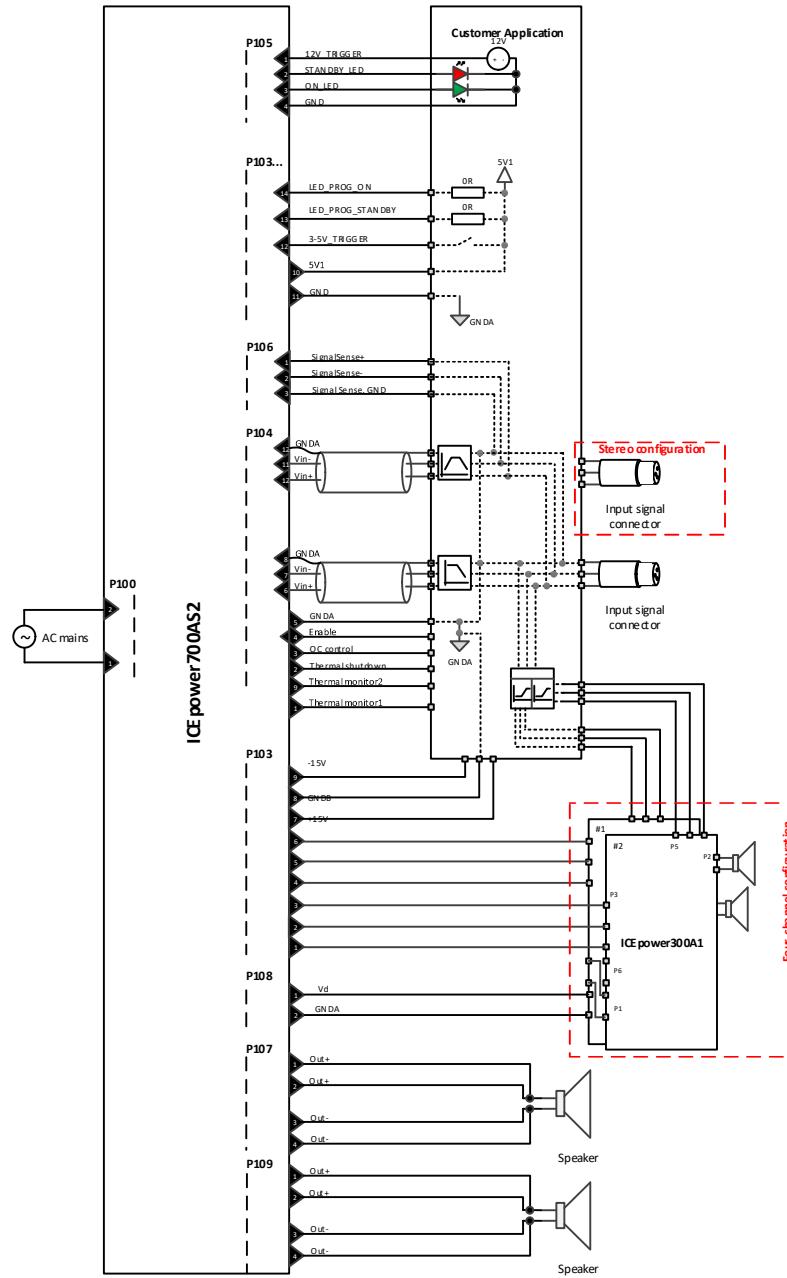 Customer Application
P105
12V
12V_TRIGGER
+ -
1
STANDBY_LED
2
ON_LED
3
GND
4
P103...
5V1
0R
LED_PROG_ON
14
0R
LED_PROG_STANDBY
13
3-5V_TRIGGER
12
5V1
10
GND
11
GNDA
P106
SignalSense+
1
SignalSense-
2
Signal Sense. GND
3
P104
GNDA
Vin-
11
Vin+
Stereo configuration
Input signal
connector
GNDA
8
Vin-
7
Vin+
6
Input signal
connector
P100
2
1
AC mains
ICEpower700AS2
GNDA
5
Enable
4
OC control
3
Thermal shutdown
2
Thermal monitor2
Thermal monitor1
1
GNDA
P103
-15V
9
GNDB
8
+15V
7
6
5
4
3
2
1
#1
#2
P5
P2
P3
ICEpower300A1
P6
P1
Four channel configuration
P108
Vd
1
GNDA
2
P107
Out+
1
Out+
2
Out-
3
Out-
4
Speaker
P109
Out+
1
Out+
2
Out-
3
Out-
4
Speaker